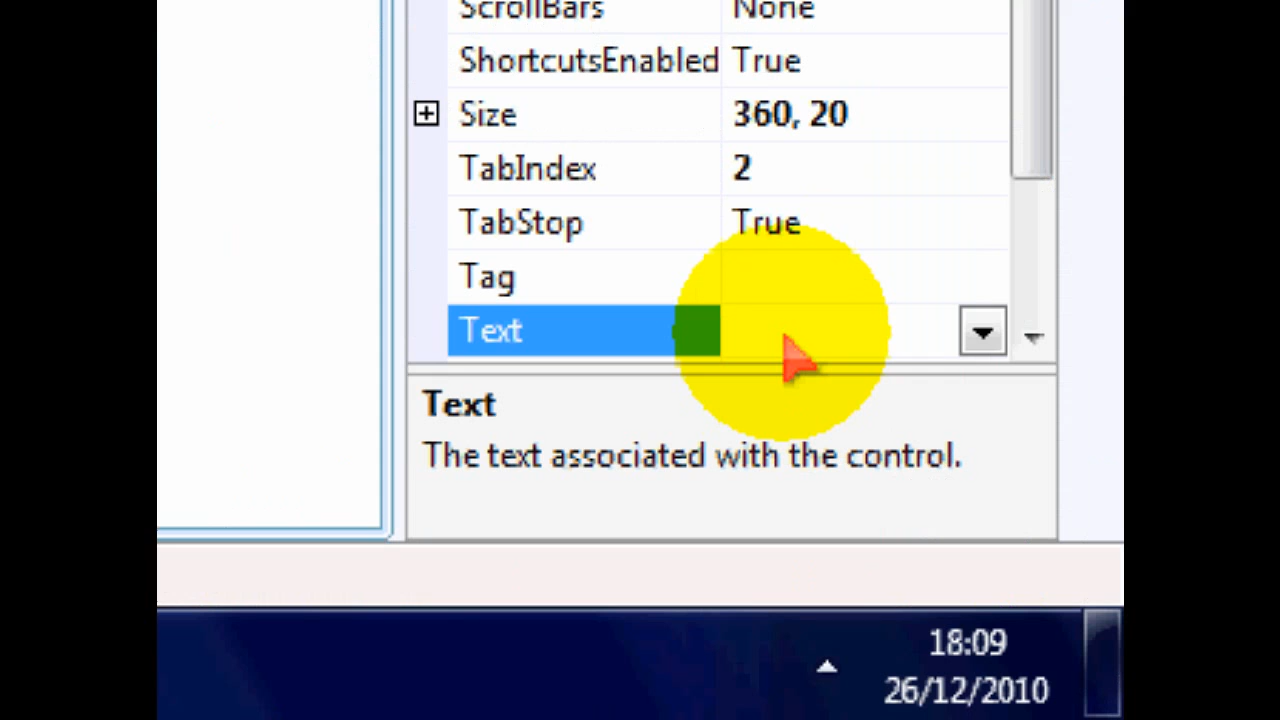 ScrollBars None
ShortcutsEnabled True
Size 360, 20
TabIndex 2
TabStop True
Tag
Text
Text
The text associated with the control.
18:09
26/12/2010